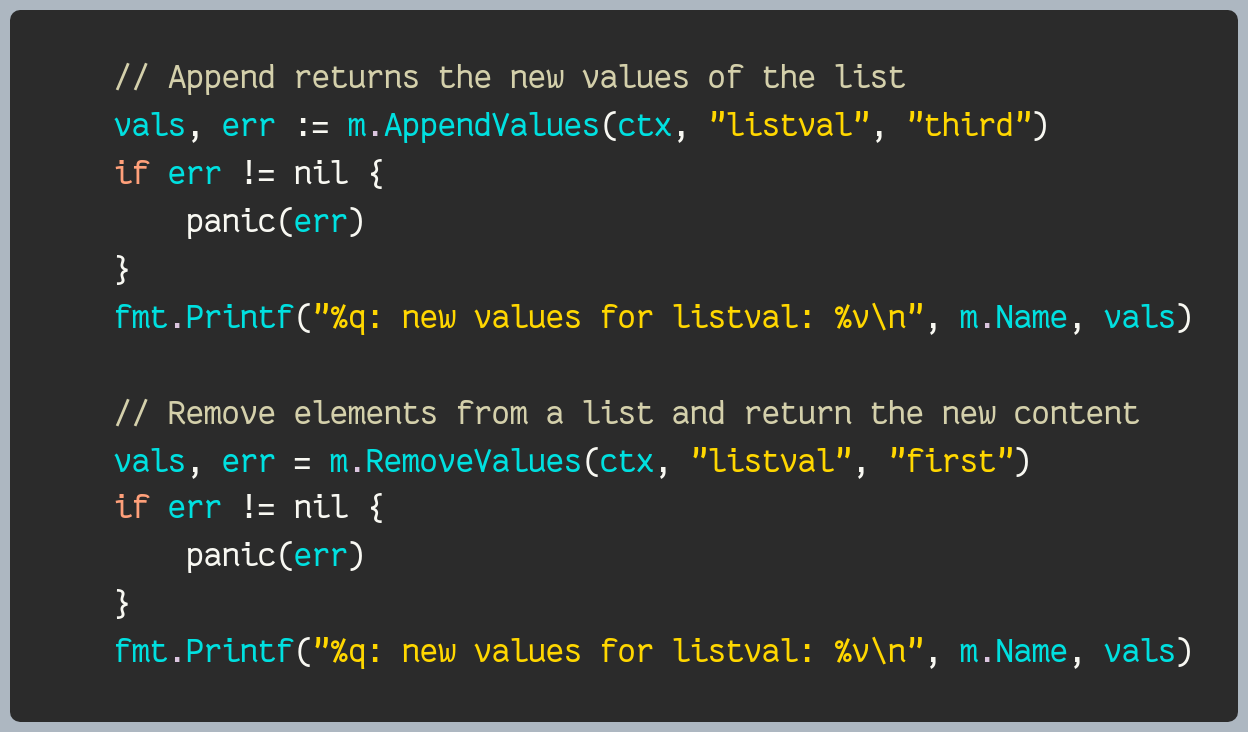 // Append returns the new values of the list
vals, err := m.AppendValues(ctx, "listval", "third")
if err != nil {
    panic(err)
}
fmt.Printf("%q: new values for listval: %v\n", m.Name, vals)

// Remove elements from a list and return the new content
vals, err = m.RemoveValues(ctx, "listval", "first")
if err != nil {
    panic(err)
}
fmt.Printf("%q: new values for listval: %v\n", m.Name, vals)